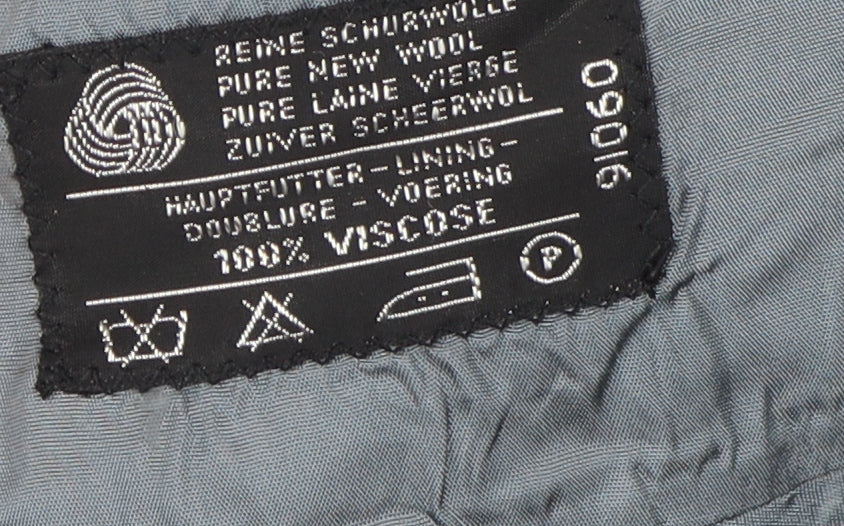 REINE SCHURWOLLE
PURE NEW WOOL
PURE LAINE VIERGE
ZUIVER SCHEERWOL
HAUPTFUTTER-LINING-
DOUBLURE - VOERING
100% VISCOSE
P
91060